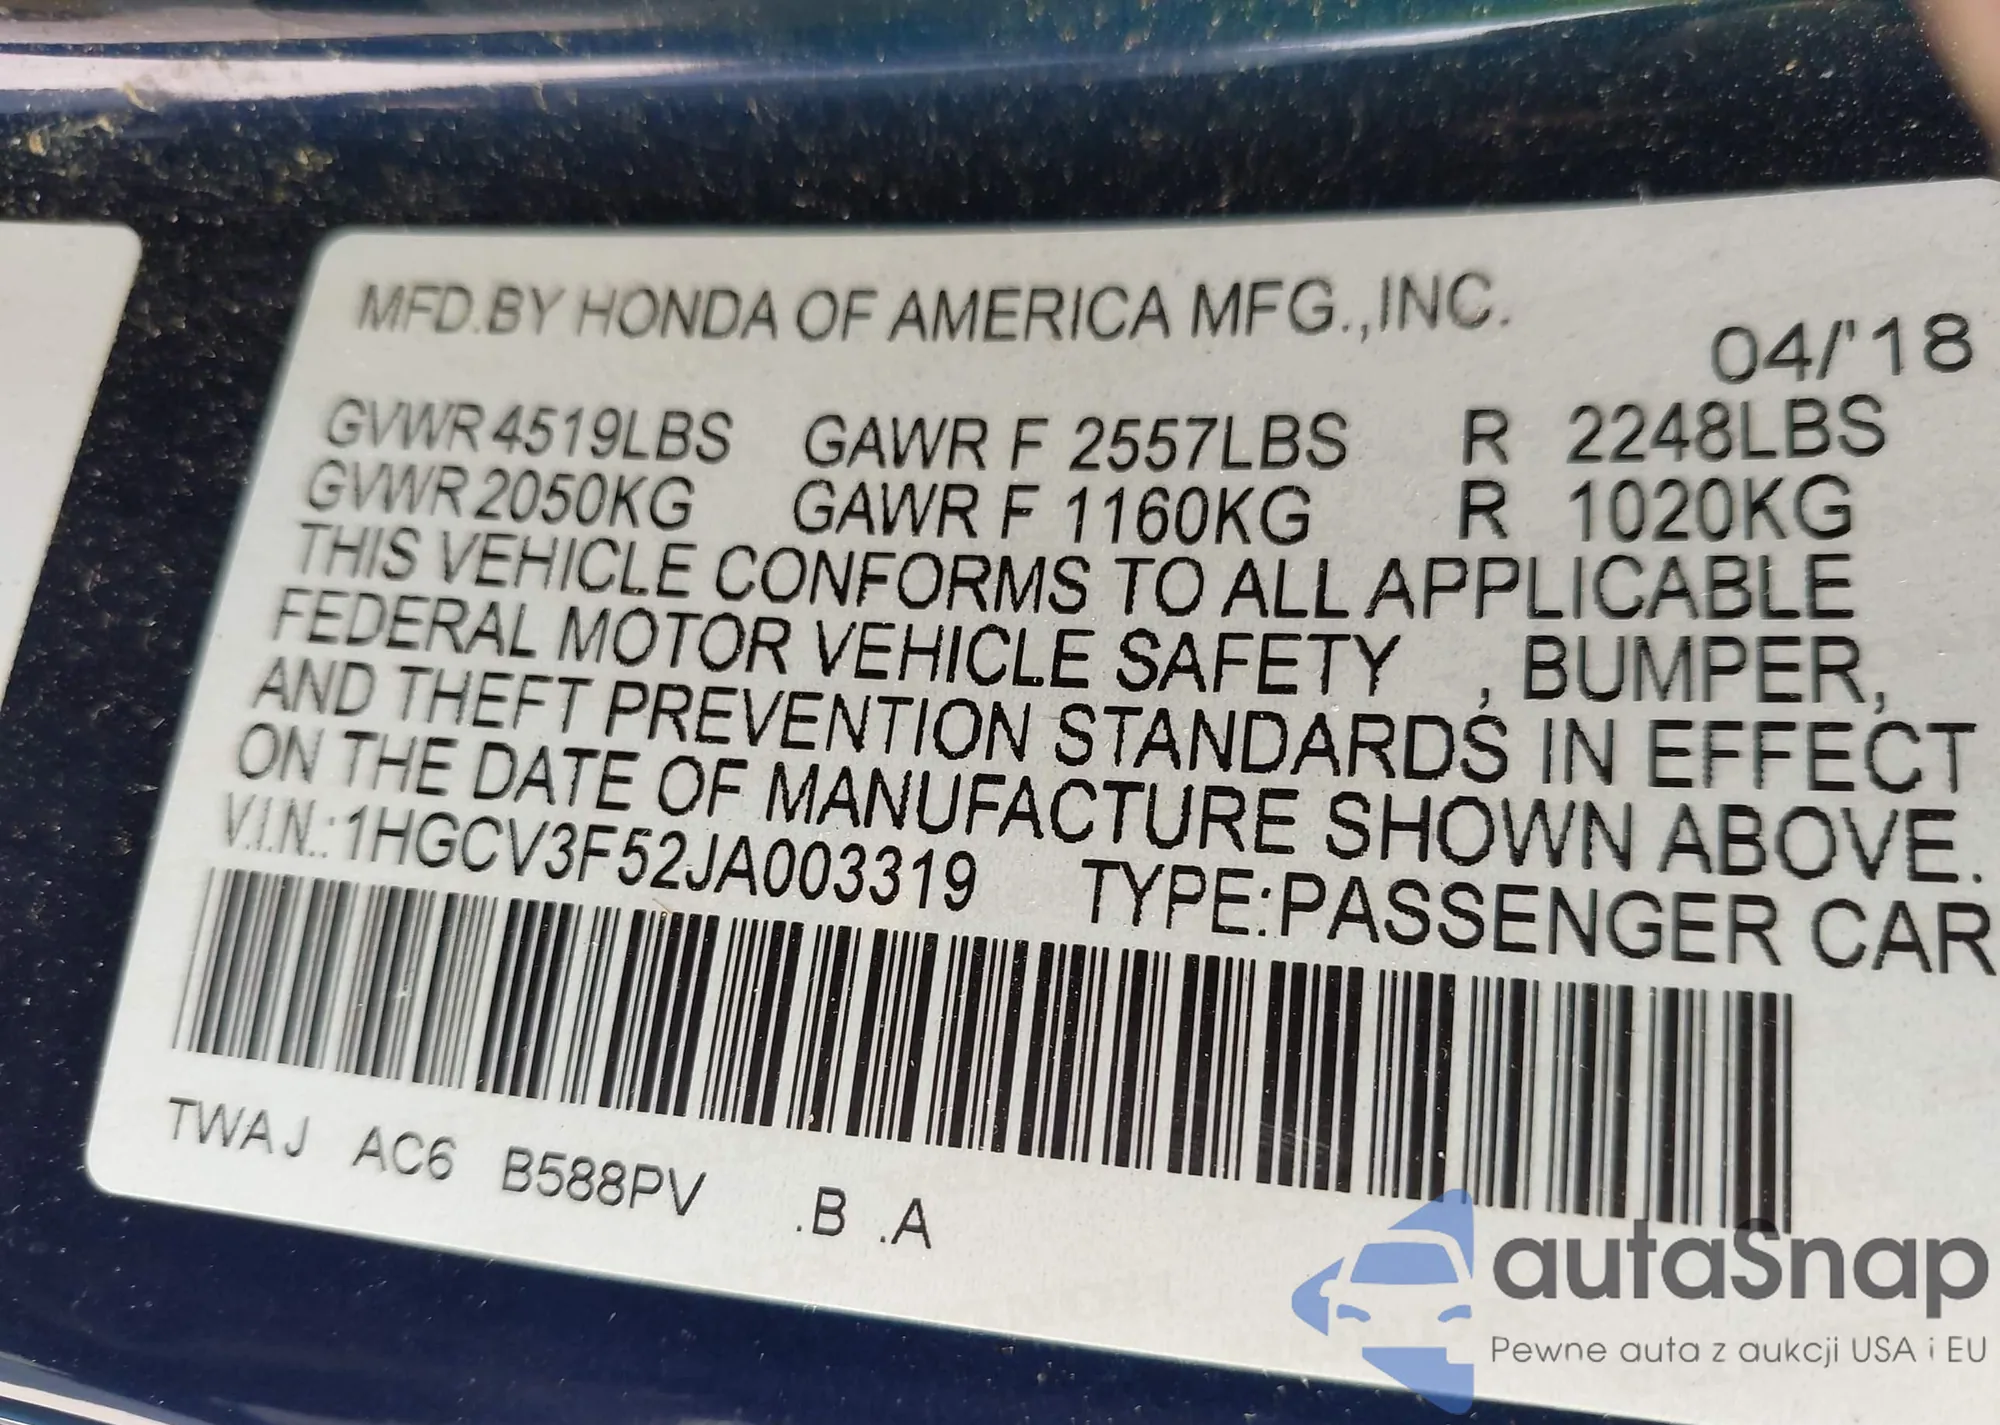 MFD.BY HONDA OF AMERICA MFG.,INC.
04/'18
GVWR 4519LBS GAWR F 2557LBS R 2248LBS
GVWR 2050KG GAWR F 1160KG R 1020KG
THIS VEHICLE CONFORMS TO ALL APPLICABLE
FEDERAL MOTOR VEHICLE SAFETY , BUMPER,
AND THEFT PREVENTION STANDARDS IN EFFECT
ON THE DATE OF MANUFACTURE SHOWN ABOVE.
V.I.N.:1HGCV3F52JA003319 TYPE:PASSENGER CAR
TWAJ AC6 B588PV .B .A
autaSnap
Pewne auta z aukcji USA i EU